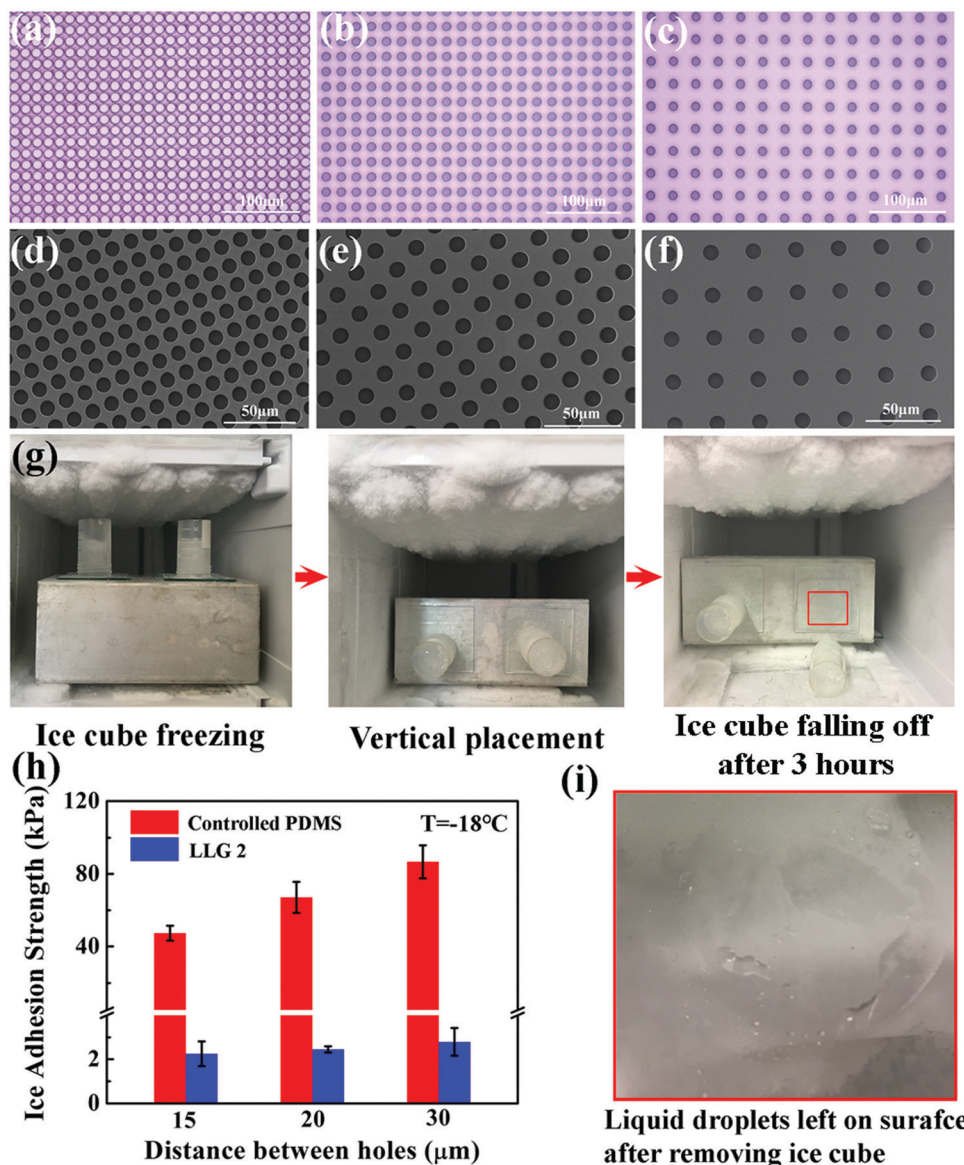 (a)
(b)
(c)
100μm
100μm
100μm
(d)
(e)
(f)
50μm
50μm
50μm
(g)
Ice cube freezing
Vertical placement
Ice cube falling off
after 3 hours
(h)
Ice Adhesion Strength (kPa)
120
80
40
2
0
Controlled PDMS
LLG 2
T=-18℃
15
20
30
Distance between holes (μm)
(i)
Liquid droplets left on surafce
after removing ice cube